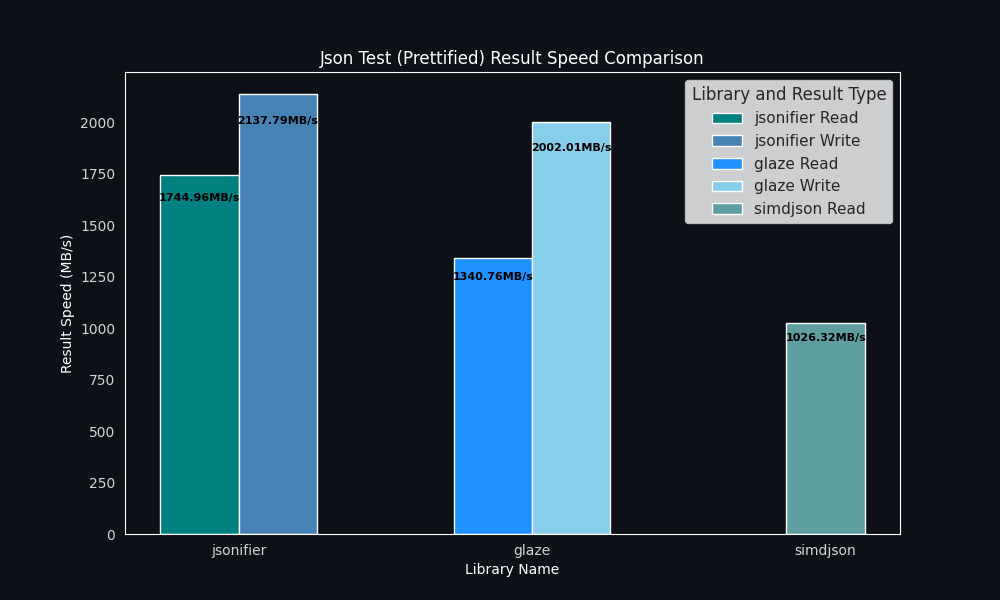 Json Test (Prettified) Result Speed Comparison
Library and Result Type
jsonifier Read
jsonifier Write
glaze Read
glaze Write
simdjson Read
Result Speed (MB/s)
2000
1750
1500
1250
1000
750
500
250
0
1744.96MB/s
2137.79MB/s
1340.76MB/s
2002.01MB/s
1026.32MB/s
jsonifier
glaze
simdjson
Library Name